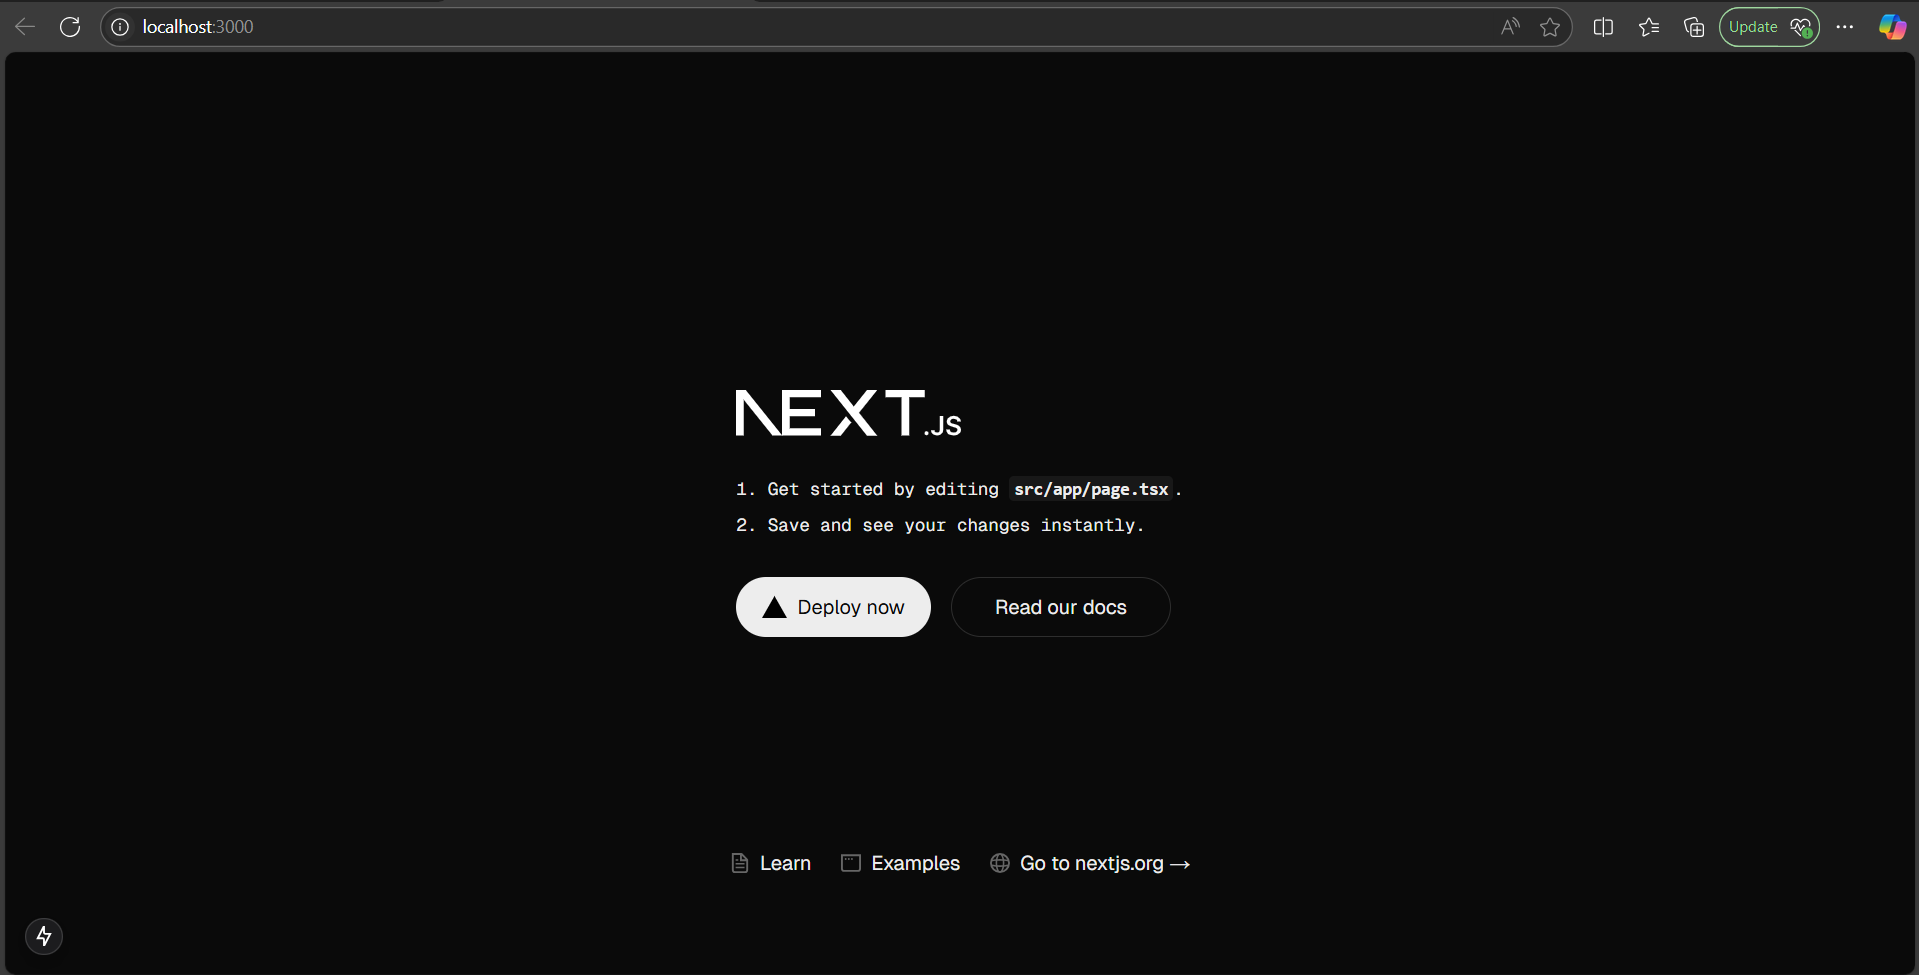 localhost:3000
Update
NEXT.JS
1. Get started by editing src/app/page.tsx.
2. Save and see your changes instantly.
Deploy now
Read our docs
Learn
Examples
Go to nextjs.org →